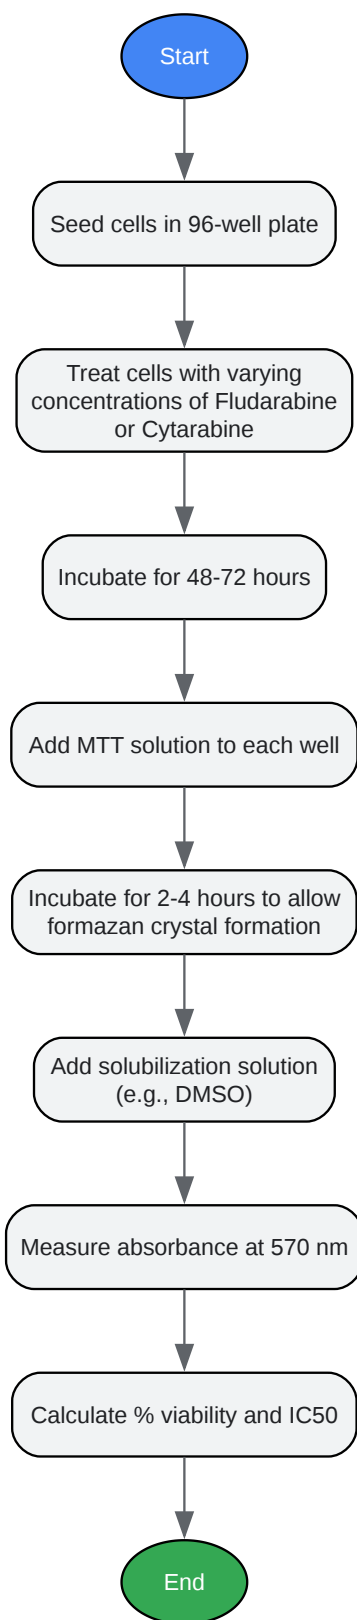 Start
Seed cells in 96-well plate
Treat cells with varying
concentrations of Fludarabine
or Cytarabine
Incubate for 48-72 hours
Add MTT solution to each well
Incubate for 2-4 hours to allow
formazan crystal formation
Add solubilization solution
(e.g., DMSO)
Measure absorbance at 570 nm
Calculate % viability and IC50
End